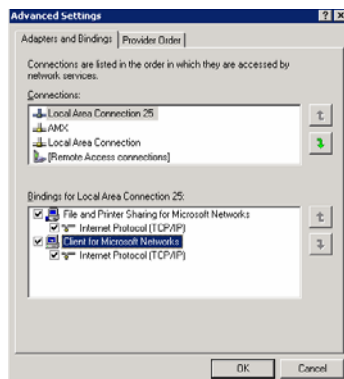 Advanced Settings
Adapters and Bindings
Provider Order
Connections are listed in the order in which they are accessed by
network services.
Connections:
Local Area Connection 25
AMX
Local Area Connection
[Remote Access connections]
Bindings for Local Area Connection 25:
File and Printer Sharing for Microsoft Networks
Internet Protocol (TCP/IP)
Client for Microsoft Networks
Internet Protocol (TCP/IP)
OK
Cancel